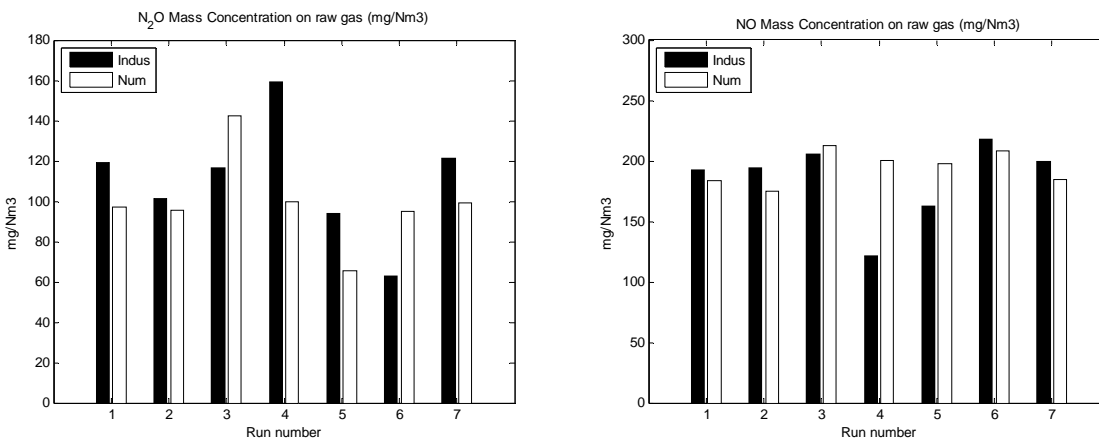 N2O Mass Concentration on raw gas (mg/Nm3)
180
160
140
120
100
80
60
40
20
0
mg/Nm3
Indus
Num
1 2 3 4 5 6 7
Run number
NO Mass Concentration on raw gas (mg/Nm3)
300
250
200
150
100
50
0
mg/Nm3
Indus
Num
1 2 3 4 5 6 7
Run number